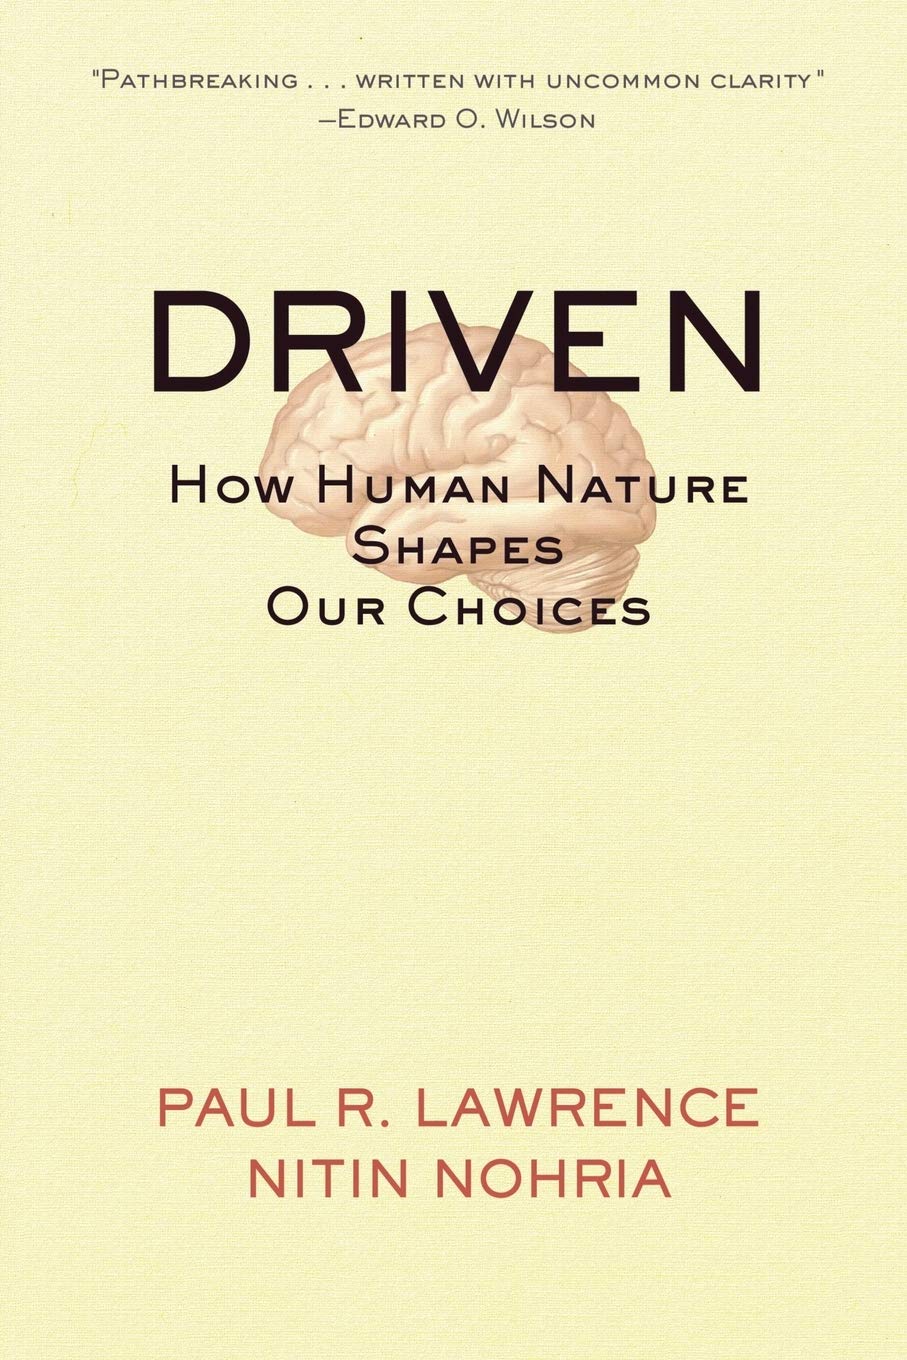 "Pathbreaking . . . written with uncommon clarity"
—Edward O. Wilson
DRIVEN
How Human Nature
Shapes
Our Choices
PAUL R. LAWRENCE
NITIN NOHRIA